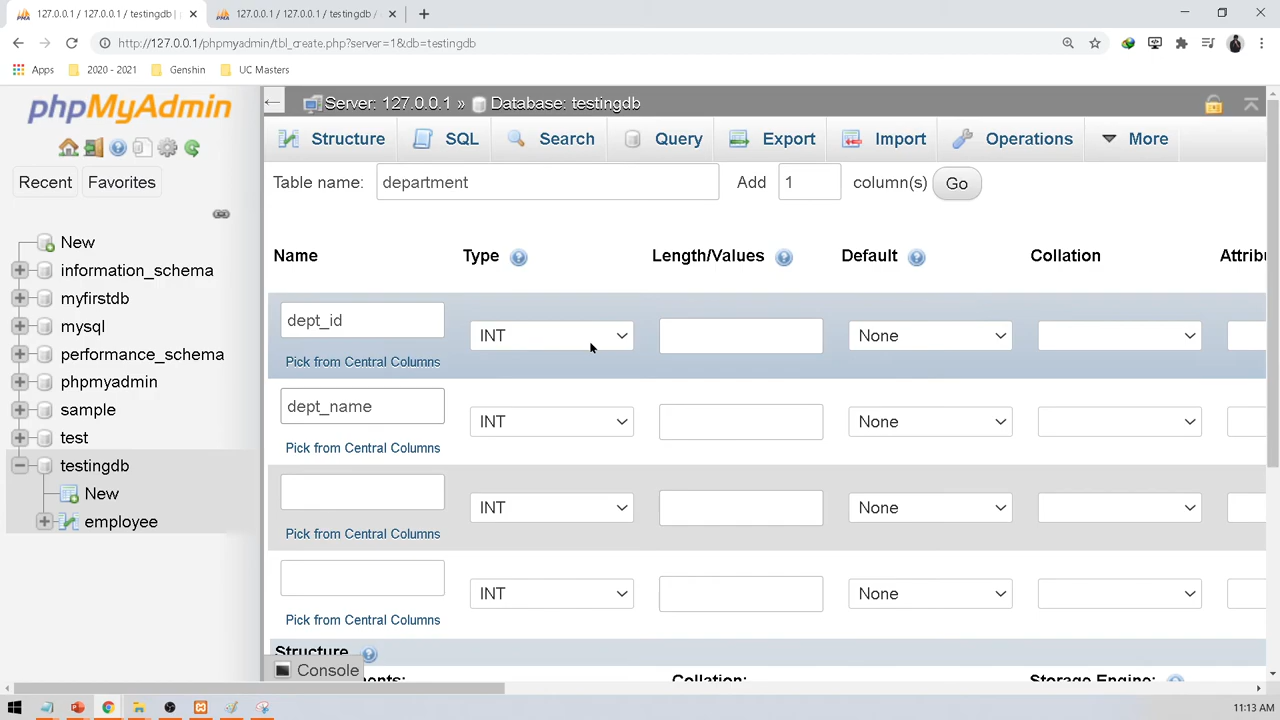 127.0.0.1 / 127.0.0.1 / testingdb |
127.0.0.1 / 127.0.0.1 / testingdb /
http://127.0.0.1/phpmyadmin/tbl_create.php?server=1&db=testingdb
Apps 2020 - 2021 Genshin UC Masters
phpMyAdmin
Recent Favorites
New
information_schema
myfirstdb
mysql
performance_schema
phpmyadmin
sample
test
testingdb
New
employee
Server: 127.0.0.1 » Database: testingdb
Structure SQL Search Query Export Import Operations More
Table name: department Add 1 column(s) Go
Name Type Length/Values Default Collation Attrib
dept_id INT None
Pick from Central Columns
dept_name INT None
Pick from Central Columns
INT None
Pick from Central Columns
INT None
Pick from Central Columns
Structure
Console
Collation: Storage Engine:
11:13 AM